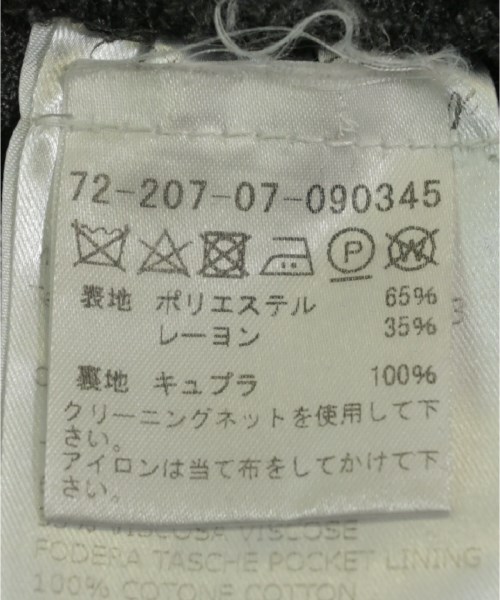 72-207-07-090345
P W
表地 ポリエステル 65%
レーヨン 35%
裏地 キュプラ 100%
クリーニングネットを使用して下
さい。
アイロンは当て布をしてかけて下
さい。
VISCOSA VISCOSE
FODERA TASCHE POCKET LINING
100% COTONE COTTON